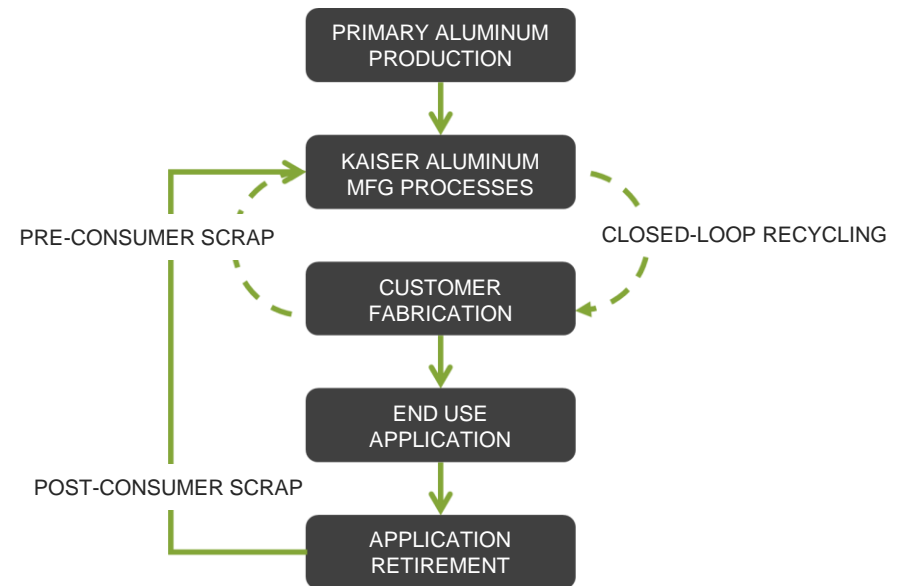 PRIMARY ALUMINUM
PRODUCTION
KAISER ALUMINUM
MFG PROCESSES
PRE-CONSUMER SCRAP
CLOSED-LOOP RECYCLING
CUSTOMER
FABRICATION
END USE
APPLICATION
POST-CONSUMER SCRAP
APPLICATION
RETIREMENT